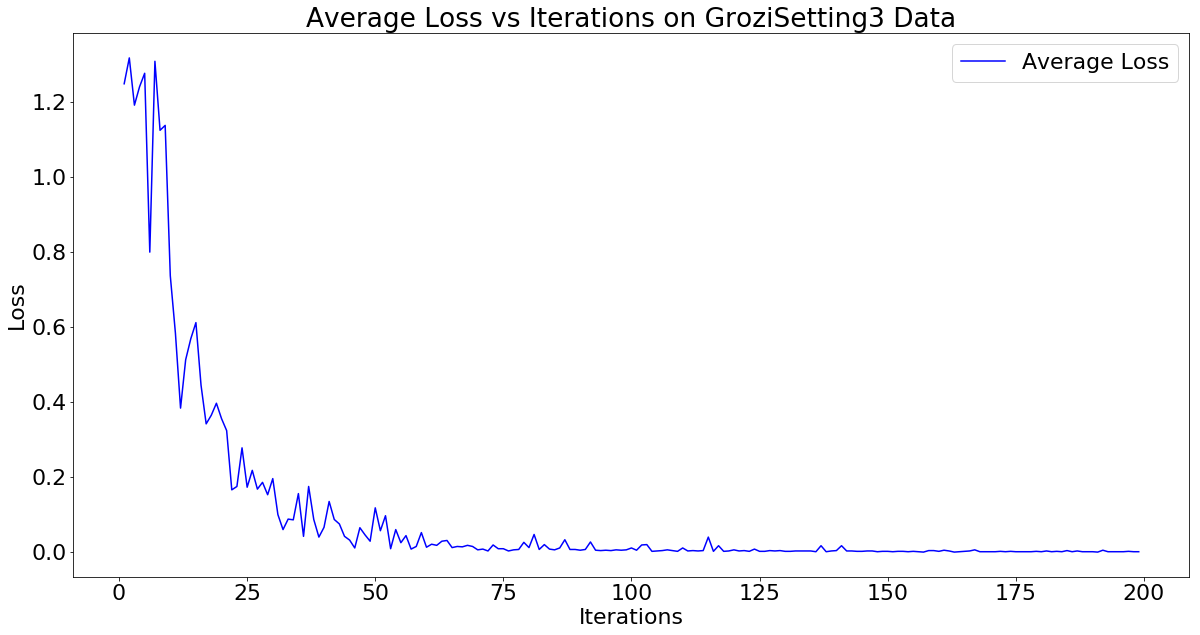 Average Loss vs Iterations on GroziSetting3 Data
Average Loss
1.2
1.0
0.8
0.6
0.4
0.2
0.0
Loss
0 25 50 75 100 125 150 175 200
Iterations